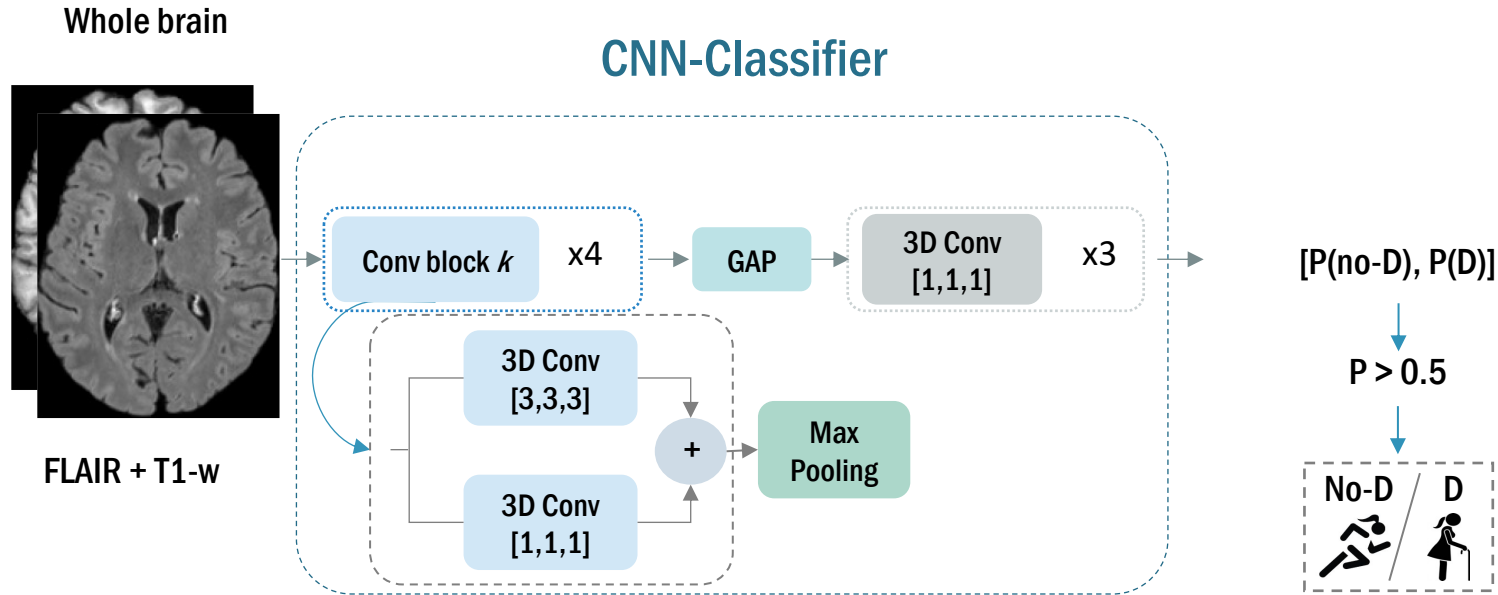 Whole brain
CNN-Classifier
Conv block k
x4
GAP
3D Conv
[1,1,1]
x3
[P(no-D), P(D)]
3D Conv
[3,3,3]
P > 0.5
+
Max
Pooling
FLAIR + T1-w
3D Conv
[1,1,1]
No-D
D